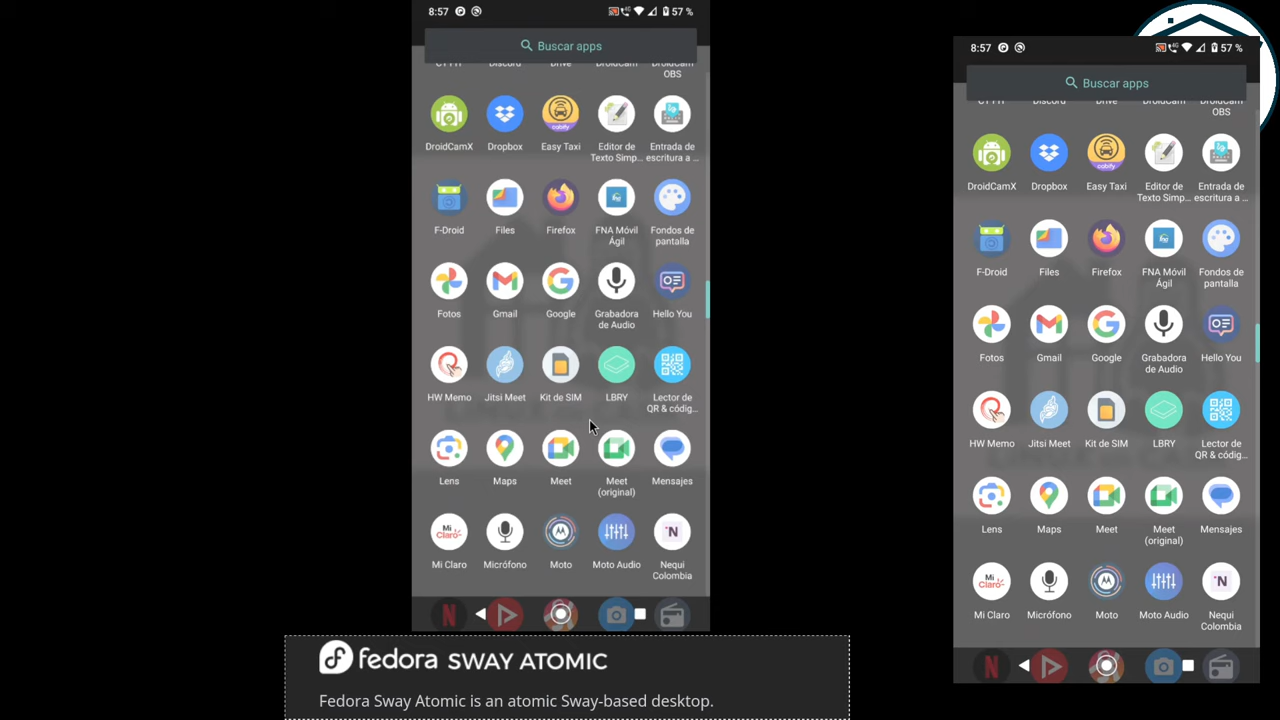 8:57 57 %
Buscar apps
CTTH Discord Drive DroidCam DroidCam
OBS
DroidCamX Dropbox Easy Taxi Editor de Entrada de
Texto Simp... escritura a ...
F-Droid Files Firefox FNA Móvil Fondos de
Ágil pantalla
Fotos Gmail Google Grabadora Hello You
de Audio
HW Memo Jitsi Meet Kit de SIM LBRY Lector de
QR & códig...
Lens Maps Meet Meet Mensajes
(original)
Mi Claro Micrófono Moto Moto Audio Nequi
Colombia
fedora SWAY ATOMIC
Fedora Sway Atomic is an atomic Sway-based desktop.
8:57 57 %
Buscar apps
Discord Drive DroidCam DroidCam
OBS
DroidCamX Dropbox Easy Taxi Editor de Entrada de
Texto Simp... escritura a ...
F-Droid Files Firefox FNA Móvil Fondos de
Ágil pantalla
Fotos Gmail Google Grabadora Hello You
de Audio
HW Memo Jitsi Meet Kit de SIM LBRY Lector de
QR & códig...
Lens Maps Meet Meet Mensajes
(original)
Mi Claro Micrófono Moto Moto Audio Nequi
Colombia